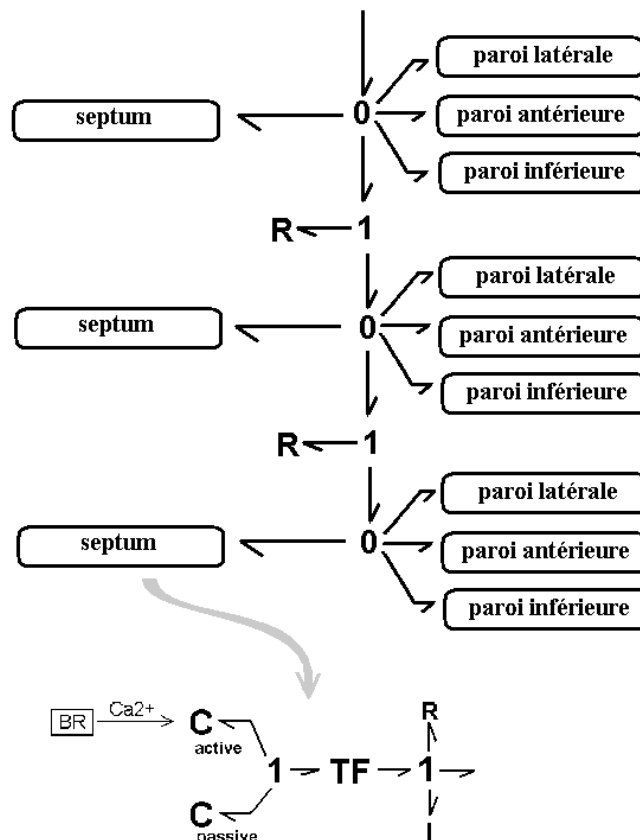 paroi latérale
septum 0 paroi antérieure
paroi inférieure
R 1
paroi latérale
septum 0 paroi antérieure
paroi inférieure
R 1
paroi latérale
septum 0 paroi antérieure
paroi inférieure
R
BR Ca2+ C
active
1 TF 1
C
passive
I